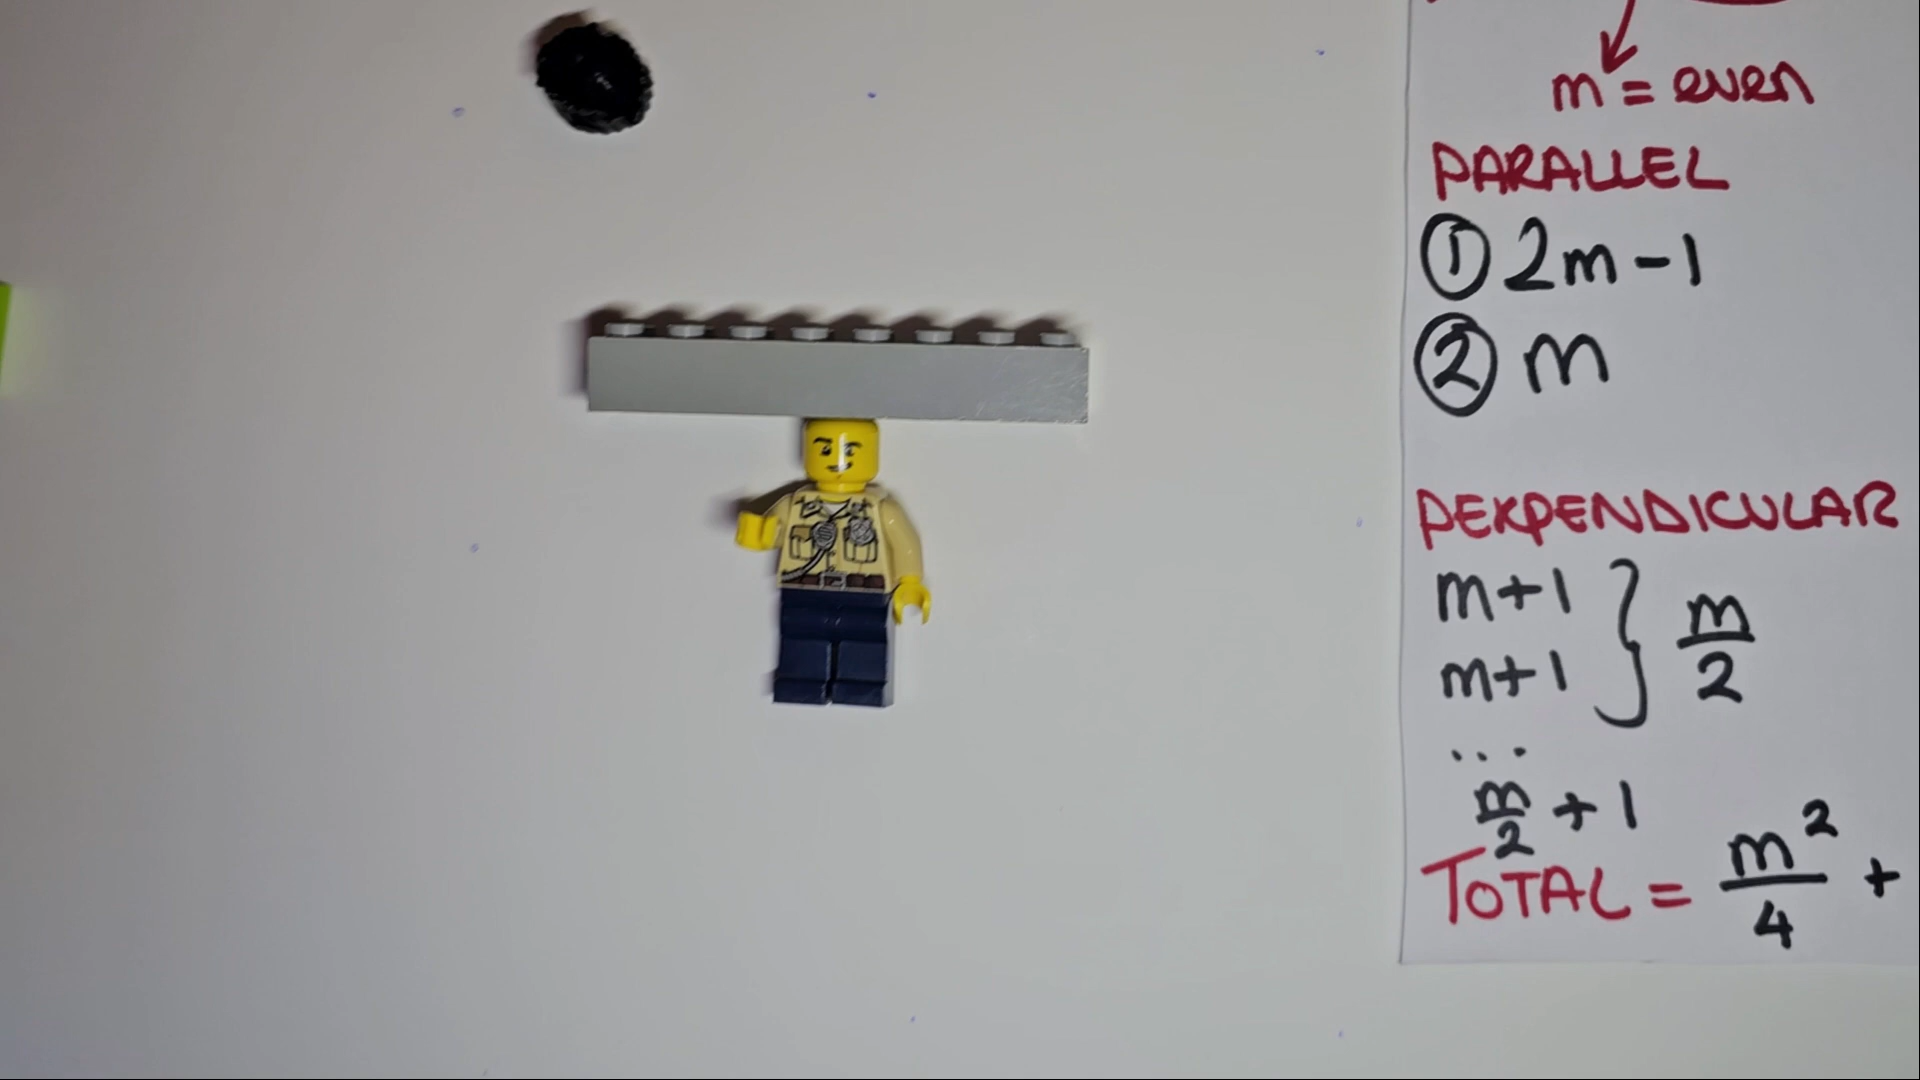 m = even
PARALLEL
① 2m-1
② m
PERPENDICULAR
m+1
m+1 } m/2
...
m/2 + 1
TOTAL = m²/4 +